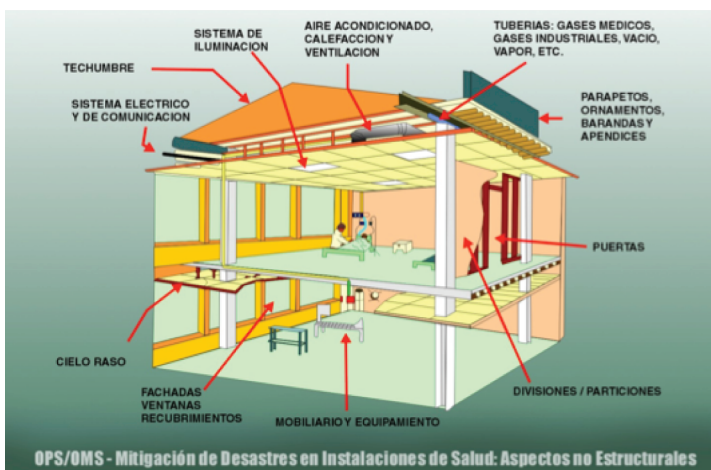 SISTEMA DE
ILUMINACION
AIRE ACONDICIONADO,
CALEFACCION Y
VENTILACION
TUBERIAS: GASES MEDICOS,
GASES INDUSTRIALES, VACIO,
VAPOR, ETC.
TECHUMBRE
SISTEMA ELECTRICO
Y DE COMUNICACION
PARAPETOS,
ORNAMENTOS,
BARANDAS Y
APENDICES
PUERTAS
CIELO RASO
FACHADAS
VENTANAS
RECUBRIMIENTOS
MOBILIARIO Y EQUIPAMIENTO
DIVISIONES / PARTICIONES
OPS/OMS - Mitigación de Desastres en Instalaciones de Salud: Aspectos no Estructurales